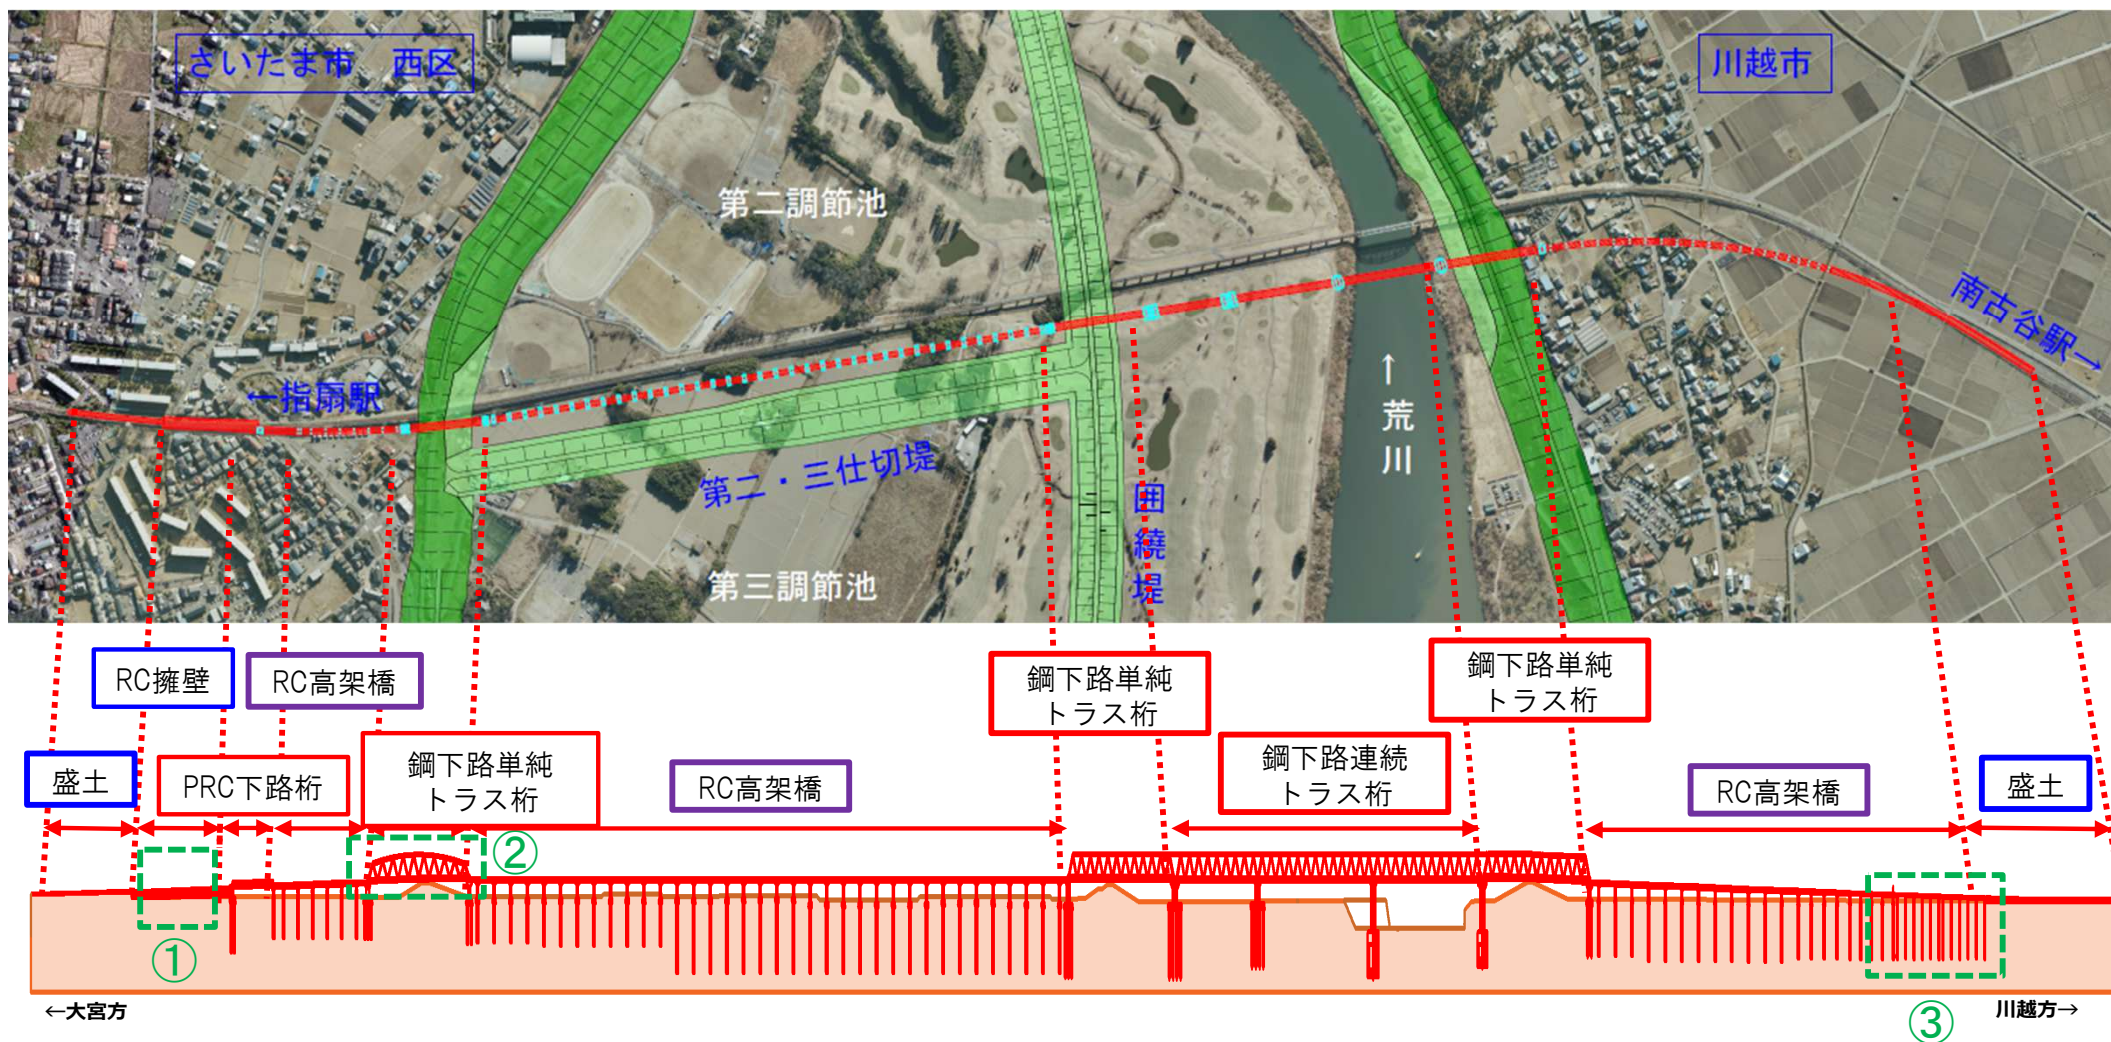 さいたま市　西区
川越市
第二調節池
南古谷駅→
←指扇駅
↑荒川
第二・三仕切堤
囲繞堤
第三調節池
RC擁壁
RC高架橋
鋼下路単純
トラス桁
鋼下路単純
トラス桁
盛土
PRC下路桁
鋼下路単純
トラス桁
RC高架橋
鋼下路連続
トラス桁
RC高架橋
盛土
②
①
←大宮方
川越方→
③